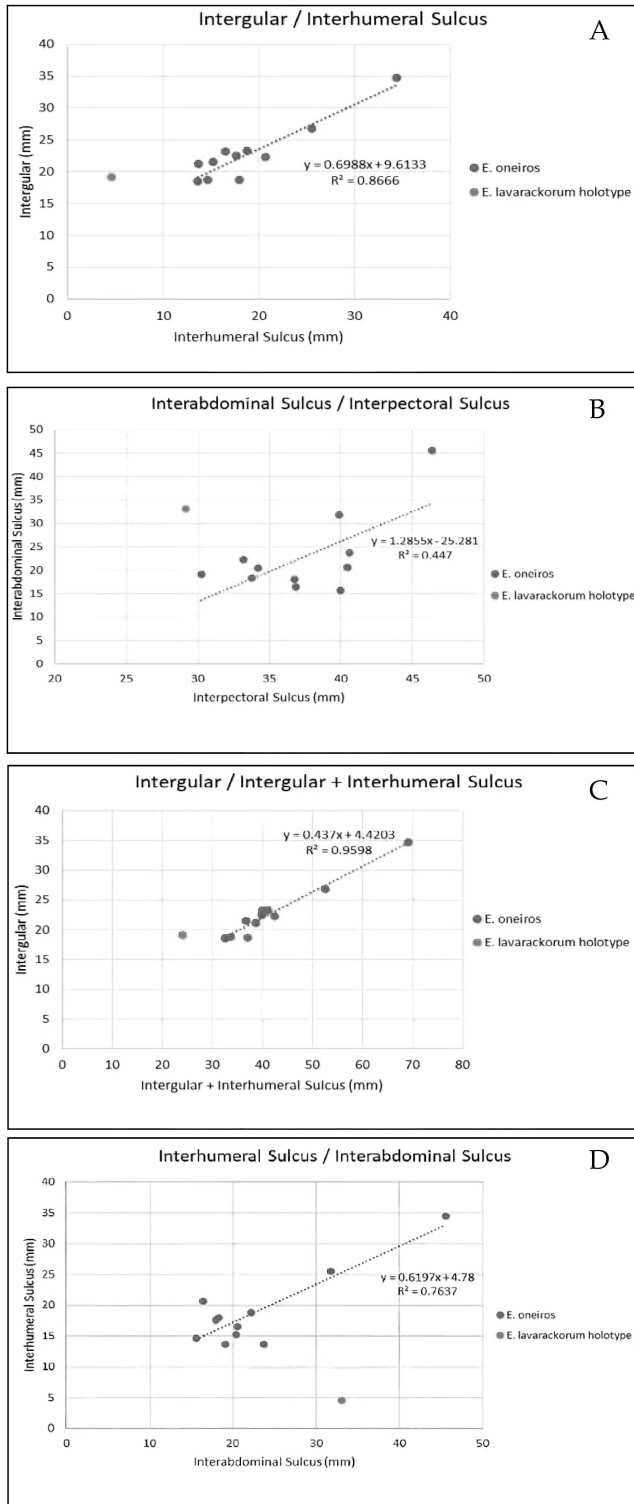 Intergular / Interhumeral Sulcus
A
40
35
30
25
20
15
10
5
0
Intergular (mm)
y = 0.6988x + 9.6133
R² = 0.8666
E. oneiros
E. lavarackorum holotype
0 10 20 30 40
Interhumeral Sulcus (mm)
Interabdominal Sulcus / Interpectoral Sulcus
B
50
45
40
35
30
25
20
15
10
5
0
Interabdominal Sulcus (mm)
y = 1.2855x - 25.281
R² = 0.447
E. oneiros
E. lavarackorum holotype
20 25 30 35 40 45 50
Interpectoral Sulcus (mm)
Intergular / Intergular + Interhumeral Sulcus
C
40
35
30
25
20
15
10
5
0
Intergular (mm)
y = 0.437x + 4.4203
R² = 0.9598
E. oneiros
E. lavarackorum holotype
0 10 20 30 40 50 60 70 80
Intergular + Interhumeral Sulcus (mm)
Interhumeral Sulcus / Interabdominal Sulcus
D
40
35
30
25
20
15
10
5
0
Interhumeral Sulcus (mm)
y = 0.6197x + 4.78
R² = 0.7637
E. oneiros
E. lavarackorum holotype
0 10 20 30 40 50
Interabdominal Sulcus (mm)